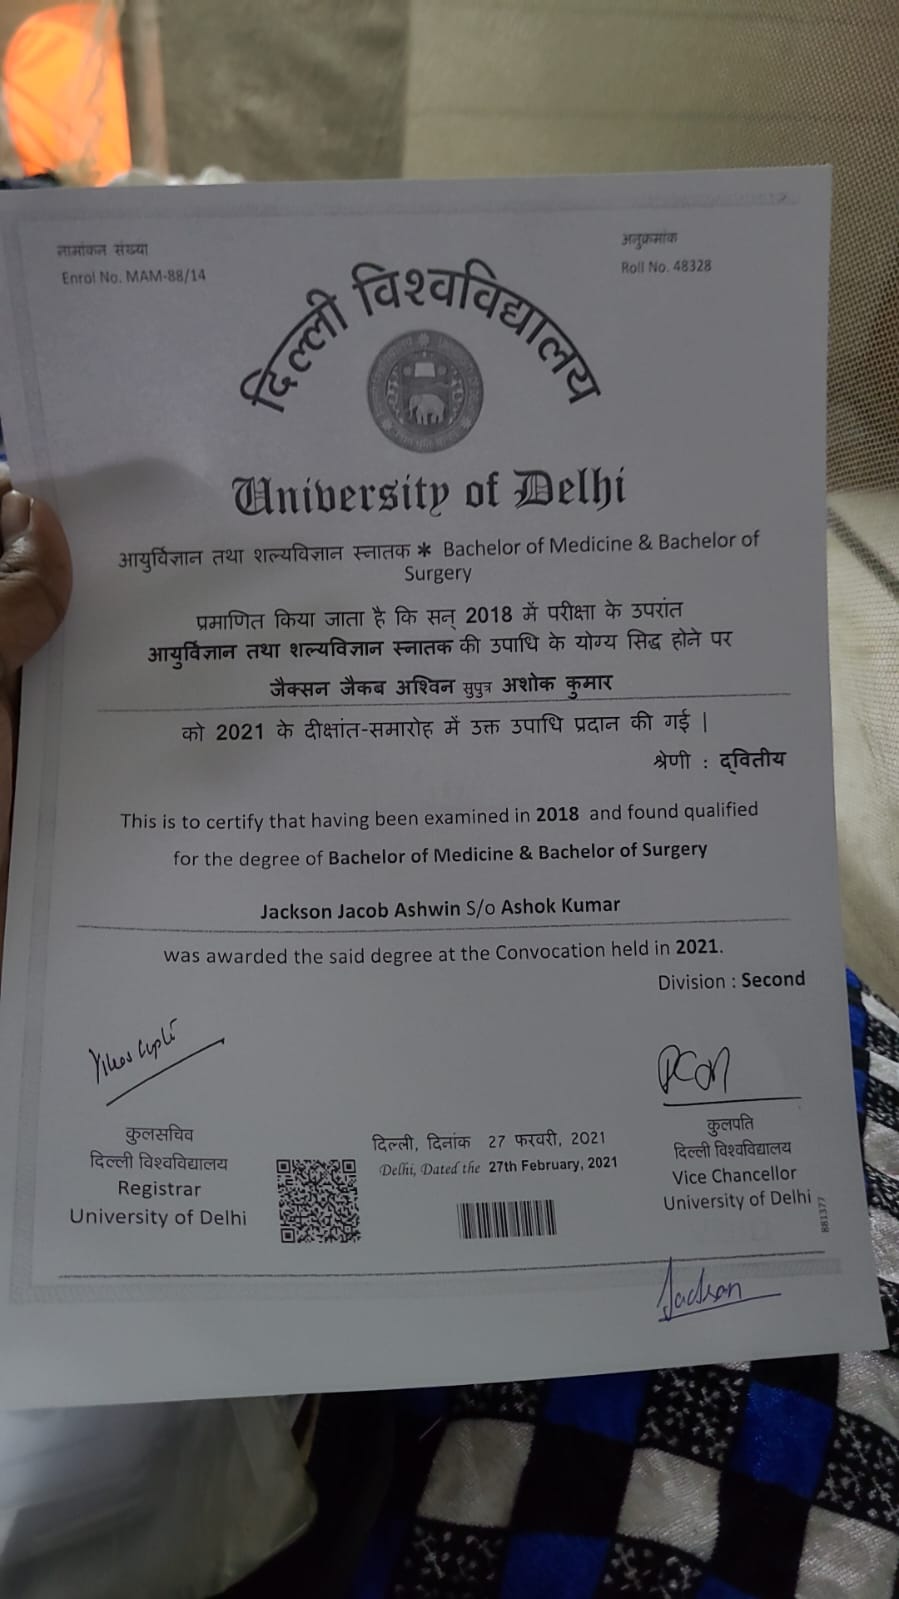 नामांकन संख्या
Enrol No. MAM-88/14
अनुक्रमांक
Roll No. 48328
दिल्ली विश्वविद्यालय
University of Delhi
आयुर्विज्ञान तथा शल्यविज्ञान स्नातक * Bachelor of Medicine & Bachelor of
Surgery
प्रमाणित किया जाता है कि सन् 2018 में परीक्षा के उपरांत
आयुर्विज्ञान तथा शल्यविज्ञान स्नातक की उपाधि के योग्य सिद्ध होने पर
जैक्सन जैकब अश्विन सुपुत्र अशोक कुमार
को 2021 के दीक्षांत-समारोह में उक्त उपाधि प्रदान की गई |
श्रेणी : द्वितीय
This is to certify that having been examined in 2018 and found qualified
for the degree of Bachelor of Medicine & Bachelor of Surgery
Jackson Jacob Ashwin S/o Ashok Kumar
was awarded the said degree at the Convocation held in 2021.
Division : Second
Vikas Gupta
कुलसचिव
दिल्ली विश्वविद्यालय
Registrar
University of Delhi
दिल्ली, दिनांक 27 फरवरी, 2021
Delhi, Dated the 27th February, 2021
कुलपति
दिल्ली विश्वविद्यालय
Vice Chancellor
University of Delhi
881377
Jackson